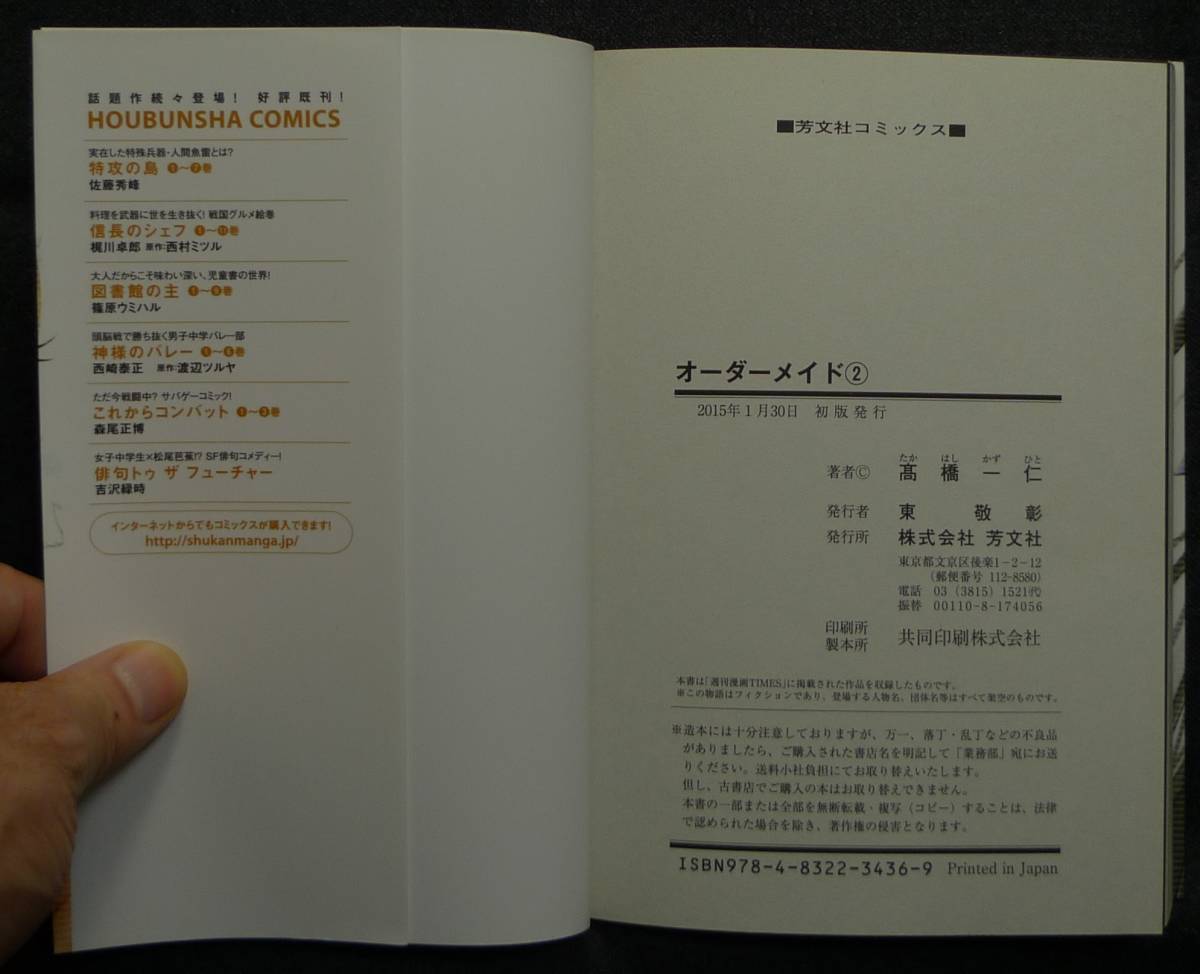 話題作続々登場! 好評既刊!
HOUBUNSHA COMICS
実在した特殊兵器・人間魚雷とは?
特攻の島 1〜7巻
佐藤秀峰
料理を武器に世を生き抜く! 戦国グルメ絵巻
信長のシェフ 1〜11巻
梶川卓郎 原作:西村ミツル
大人だからこそ味わい深い、児童書の世界!
図書館の主 1〜9巻
篠原ウミハル
頭脳戦で勝ち抜く男子中学バレー部
神様のバレー 1〜6巻
西崎泰正 原作:渡辺ツルヤ
ただ今戦闘中? サバゲーコミック!
これからコンバット 1〜3巻
森尾正博
女子中学生×松尾芭蕉!? SF俳句コメディー!
俳句トゥ ザ フューチャー
吉沢緑時
インターネットからでもコミックスが購入できます!
http://shukanmanga.jp/
■芳文社コミックス■
オーダーメイド②
2015年1月30日 初版発行
たか はし かず ひと
著者© 髙橋一仁
発行者 東 敬彰
発行所 株式会社 芳文社
東京都文京区後楽1-2-12
(郵便番号 112-8580)
電話 03 (3815) 1521㈹
振替 00110-8-174056
印刷所
製本所 共同印刷株式会社
本書は「週刊漫画TIMES」に掲載された作品を収録したものです。
※この物語はフィクションであり、登場する人物名、団体名等はすべて架空のものです。
※造本には十分注意しておりますが、万一、落丁・乱丁などの不良品
がありましたら、ご購入された書店名を明記して「業務部」宛にお送
りください。送料小社負担にてお取り替えいたします。
但し、古書店でご購入の本はお取り替えできません。
本書の一部または全部を無断転載・複写(コピー)することは、法律
で認められた場合を除き、著作権の侵害となります。
ISBN978-4-8322-3436-9 Printed in Japan